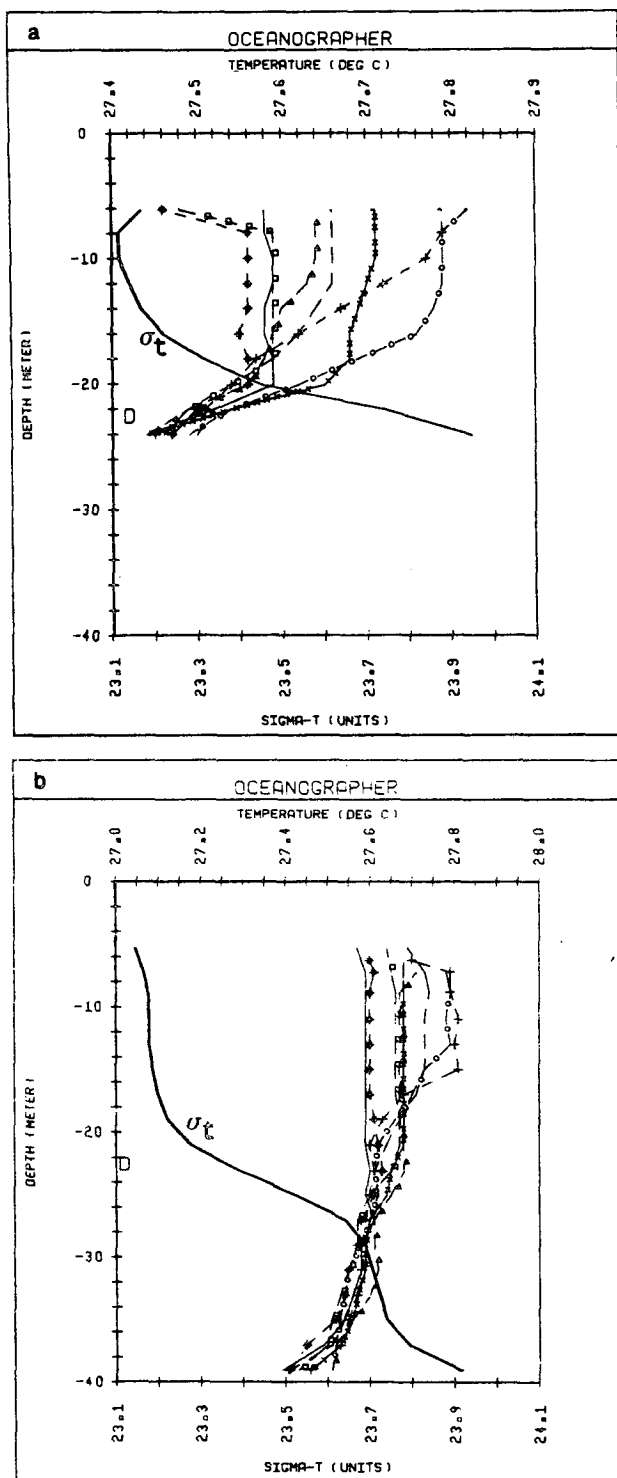 a
OCEANOGRAPHER
TEMPERATURE (DEG C)
27.4 27.5 27.6 27.7 27.8 27.9
0
-10
-20
-30
-40
DEPTH (METER)
σt
23.1 23.3 23.5 23.7 23.9 24.1
SIGMA-T (UNITS)
b
OCEANOGRAPHER
TEMPERATURE (DEG C)
27.0 27.2 27.4 27.6 27.8 28.0
0
-10
-20
-30
-40
DEPTH (METER)
σt
23.1 23.3 23.5 23.7 23.9 24.1
SIGMA-T (UNITS)